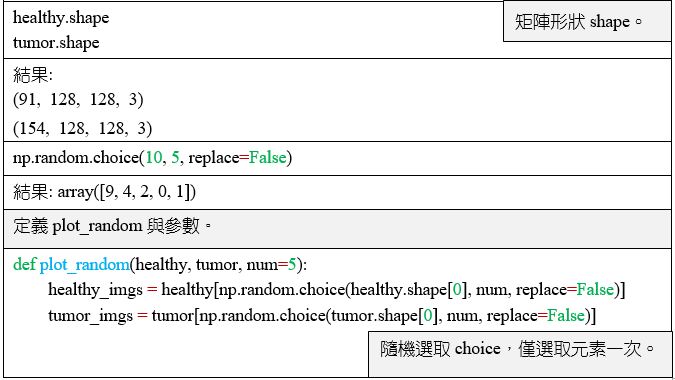 healthy.shape
矩陣形狀 shape。
tumor.shape
結果:
(91, 128, 128, 3)
(154, 128, 128, 3)
np.random.choice(10, 5, replace=False)
結果: array([9, 4, 2, 0, 1])
定義 plot_random 與參數。
def plot_random(healthy, tumor, num=5):
healthy_imgs = healthy[np.random.choice(healthy.shape[0], num, replace=False)]
tumor_imgs = tumor[np.random.choice(tumor.shape[0], num, replace=False)]
隨機選取 choice，僅選取元素一次。